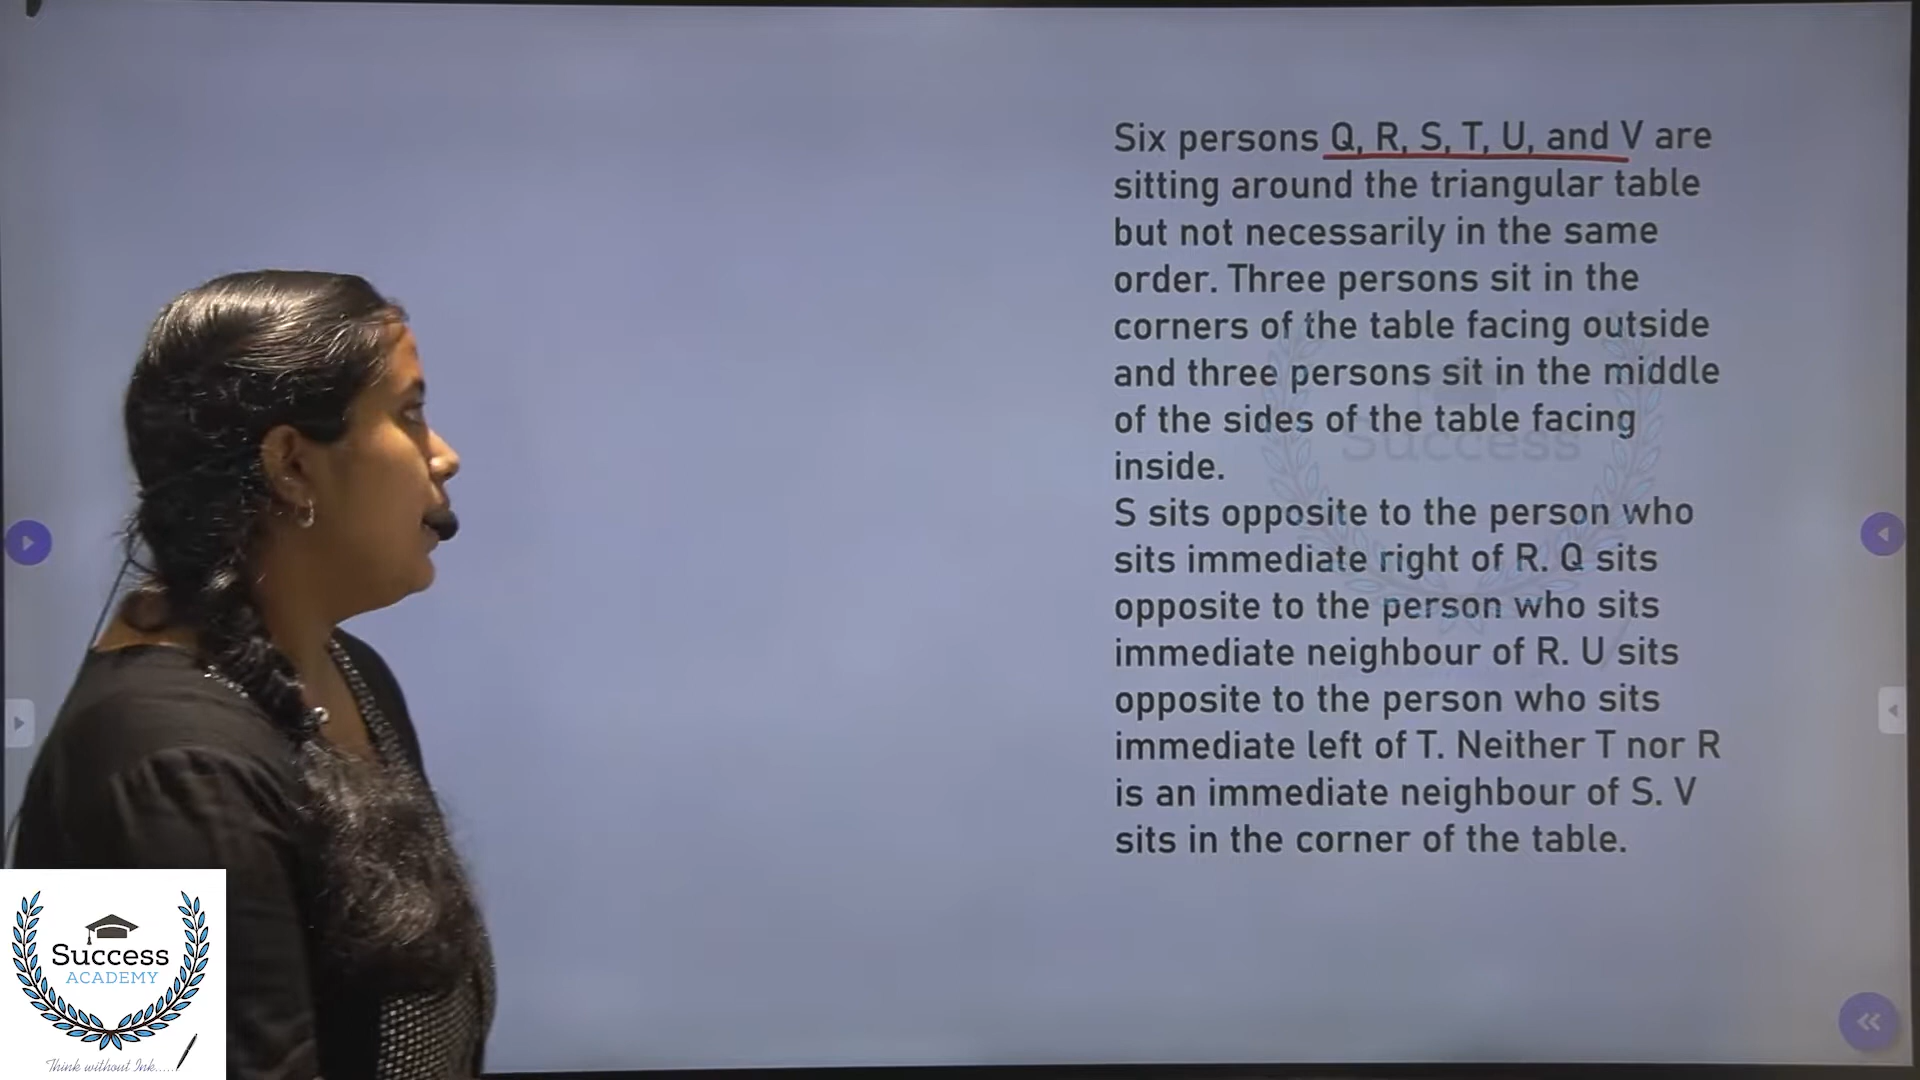 Six persons Q, R, S, T, U, and V are
sitting around the triangular table
but not necessarily in the same
order. Three persons sit in the
corners of the table facing outside
and three persons sit in the middle
of the sides of the table facing
inside.
S sits opposite to the person who
sits immediate right of R. Q sits
opposite to the person who sits
immediate neighbour of R. U sits
opposite to the person who sits
immediate left of T. Neither T nor R
is an immediate neighbour of S. V
sits in the corner of the table.
Success
Success
ACADEMY
Think without Ink.....